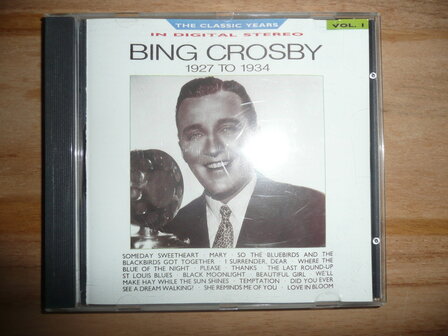 THE CLASSIC YEARS
VOL. 1
IN DIGITAL STEREO
BING CROSBY
1927 TO 1934
SOMEDAY SWEETHEART · MARY · SO THE BLUEBIRDS AND THE
BLACKBIRDS GOT TOGETHER · I SURRENDER, DEAR · WHERE THE
BLUE OF THE NIGHT · PLEASE · THANKS · THE LAST ROUND-UP
ST LOUIS BLUES · BLACK MOONLIGHT · BEAUTIFUL GIRL · WE'LL
MAKE HAY WHILE THE SUN SHINES · TEMPTATION · DID YOU EVER
SEE A DREAM WALKING? · SHE REMINDS ME OF YOU · LOVE IN BLOOM